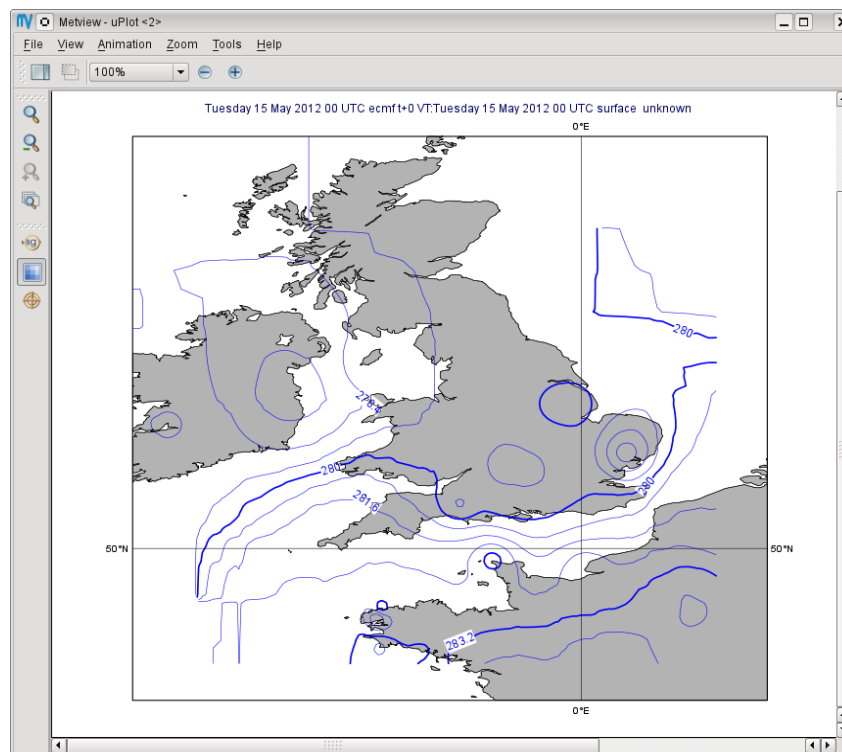 Metview - uPlot <2>
File View Animation Zoom Tools Help
100%
Tuesday 15 May 2012 00 UTC ecmf t+0 VT:Tuesday 15 May 2012 00 UTC surface unknown
0°E
280
278.4
280
281.6
280
50°N
50°N
283.2
0°E